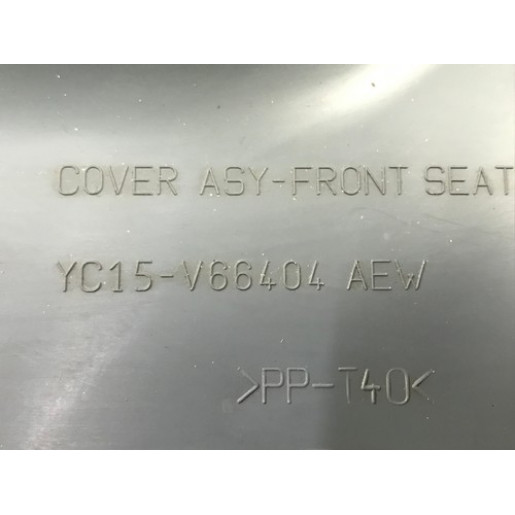 COVER ASY-FRONT SEAT
YC15-V66404 AEW
>PP-T40<